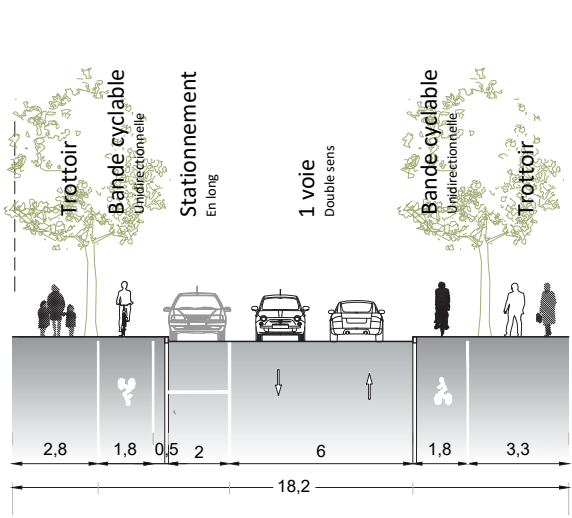 Trottoir
Bande cyclable
Unidirectionnelle
Stationnement
En long
1 voie
Double sens
Bande cyclable
Unidirectionnelle
Trottoir
2,8
1,8
0,5
2
6
1,8
3,3
18,2